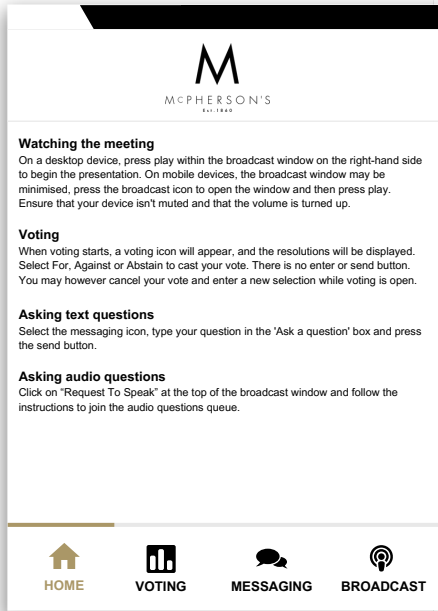 M
McPHERSON'S
Est.1860
Watching the meeting
On a desktop device, press play within the broadcast window on the right-hand side
to begin the presentation. On mobile devices, the broadcast window may be
minimised, press the broadcast icon to open the window and then press play.
Ensure that your device isn't muted and that the volume is turned up.
Voting
When voting starts, a voting icon will appear, and the resolutions will be displayed.
Select For, Against or Abstain to cast your vote. There is no enter or send button.
You may however cancel your vote and enter a new selection while voting is open.
Asking text questions
Select the messaging icon, type your question in the 'Ask a question' box and press
the send button.
Asking audio questions
Click on “Request To Speak” at the top of the broadcast window and follow the
instructions to join the audio questions queue.
HOME VOTING MESSAGING BROADCAST